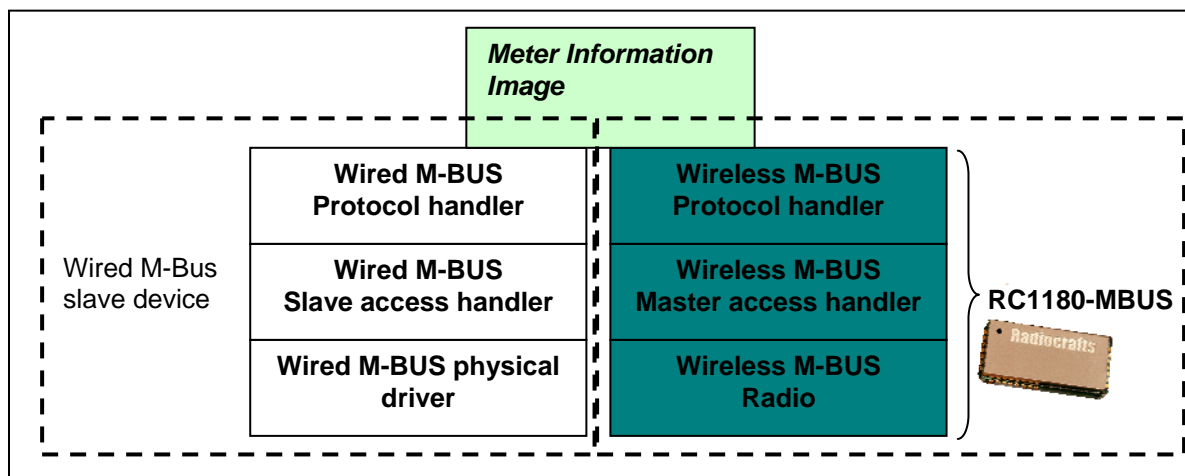 Meter Information
Image
Wired M-BUS
Protocol handler
Wireless M-BUS
Protocol handler
Wired M-Bus
slave device
Wired M-BUS
Slave access handler
Wireless M-BUS
Master access handler
RC1180-MBUS
Radiocrafts
Wired M-BUS physical
driver
Wireless M-BUS
Radio